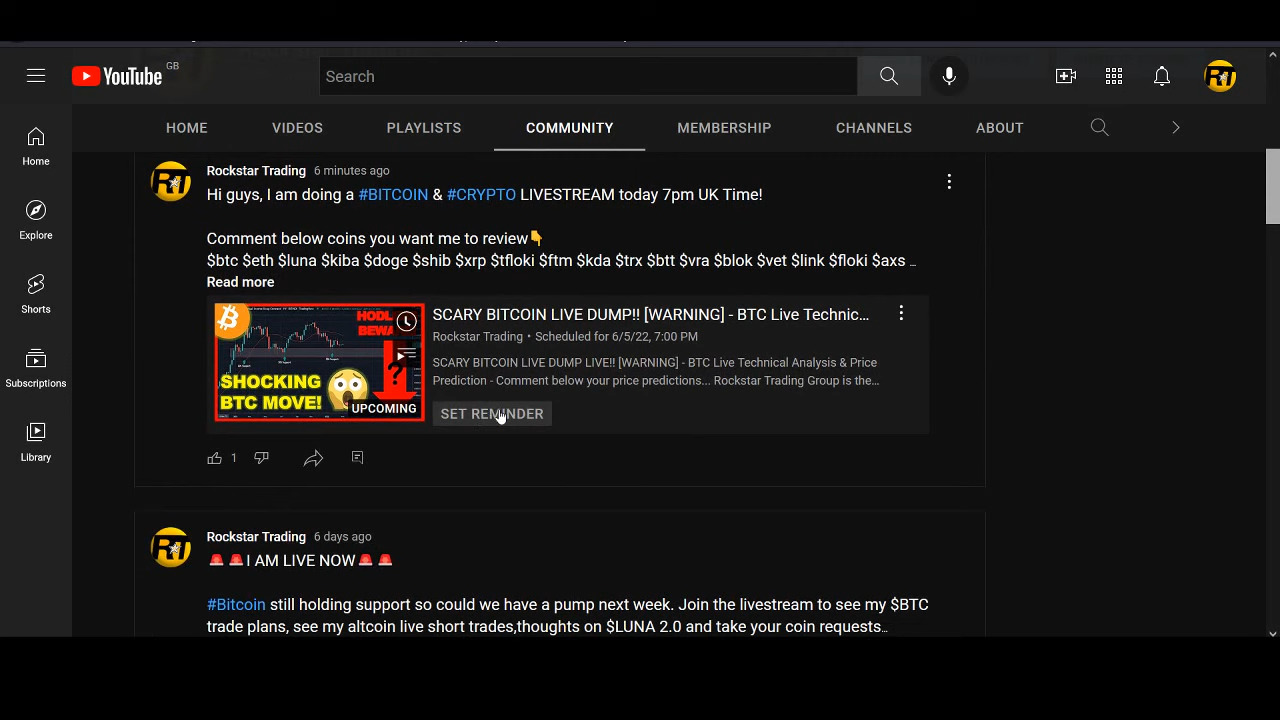 YouTube GB
Search
HOME VIDEOS PLAYLISTS COMMUNITY MEMBERSHIP CHANNELS ABOUT
Home
Explore
Shorts
Subscriptions
Library
RT
Rockstar Trading 6 minutes ago
Hi guys, I am doing a #BITCOIN & #CRYPTO LIVESTREAM today 7pm UK Time!
Comment below coins you want me to review👇
$btc $eth $luna $kiba $doge $shib $xrp $tfloki $ftm $kda $trx $btt $vra $blok $vet $link $floki $axs ...
Read more
HODL
BEWA
SHOCKING
BTC MOVE!
?
UPCOMING
SCARY BITCOIN LIVE DUMP!! [WARNING] - BTC Live Technic...
Rockstar Trading • Scheduled for 6/5/22, 7:00 PM
SCARY BITCOIN LIVE DUMP LIVE!! [WARNING] - BTC Live Technical Analysis & Price
Prediction - Comment below your price predictions... Rockstar Trading Group is the...
SET REMINDER
1
RT
Rockstar Trading 6 days ago
🚨🚨I AM LIVE NOW🚨🚨
#Bitcoin still holding support so could we have a pump next week. Join the livestream to see my $BTC
trade plans, see my altcoin live short trades,thoughts on $LUNA 2.0 and take your coin requests...